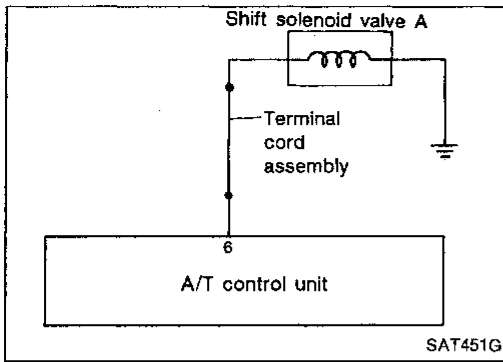 Shift solenoid valve A
Terminal
cord
assembly
6
A/T control unit
SAT451G